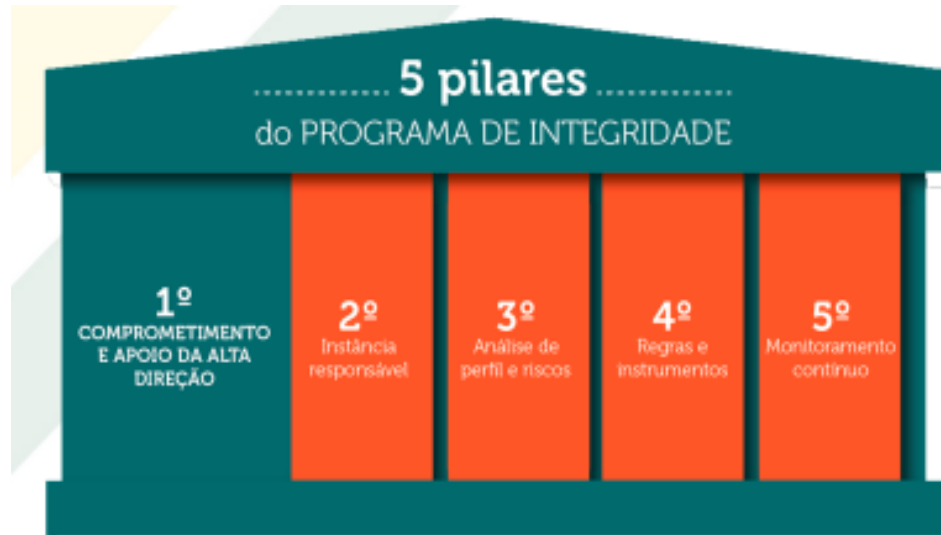 5 pilares
do PROGRAMA DE INTEGRIDADE
1º
COMPROMETIMENTO
E APOIO DA ALTA
DIREÇÃO
2º
Instância
responsável
3º
Análise de
perfil e riscos
4º
Regras e
instrumentos
5º
Monitoramento
contínuo